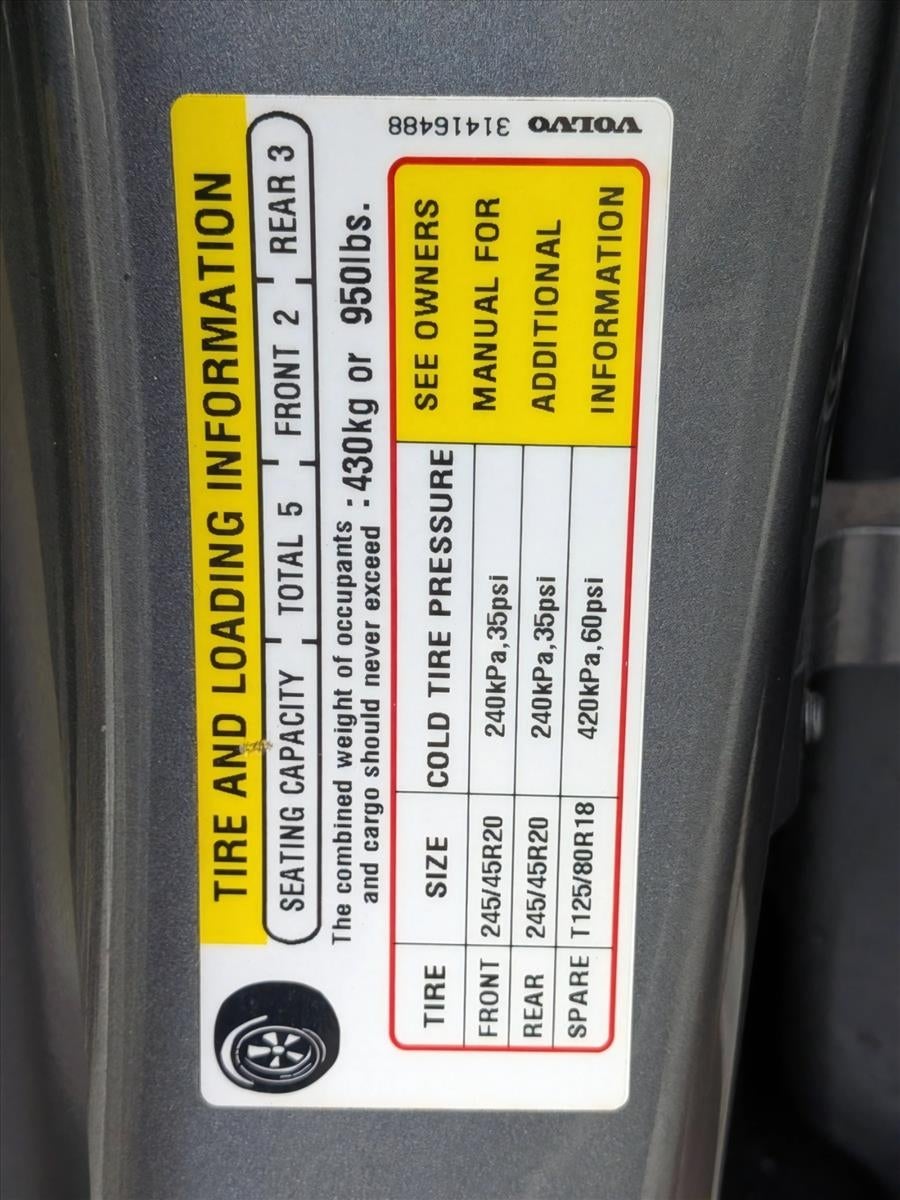 TIRE AND LOADING INFORMATION
SEATING CAPACITY TOTAL 5 FRONT 2 REAR 3
The combined weight of occupants
and cargo should never exceed : 430kg or 950lbs.
TIRE SIZE COLD TIRE PRESSURE
FRONT 245/45R20 240kPa,35psi
REAR 245/45R20 240kPa,35psi
SPARE T125/80R18 420kPa,60psi
SEE OWNERS
MANUAL FOR
ADDITIONAL
INFORMATION
VOLVO 31416488